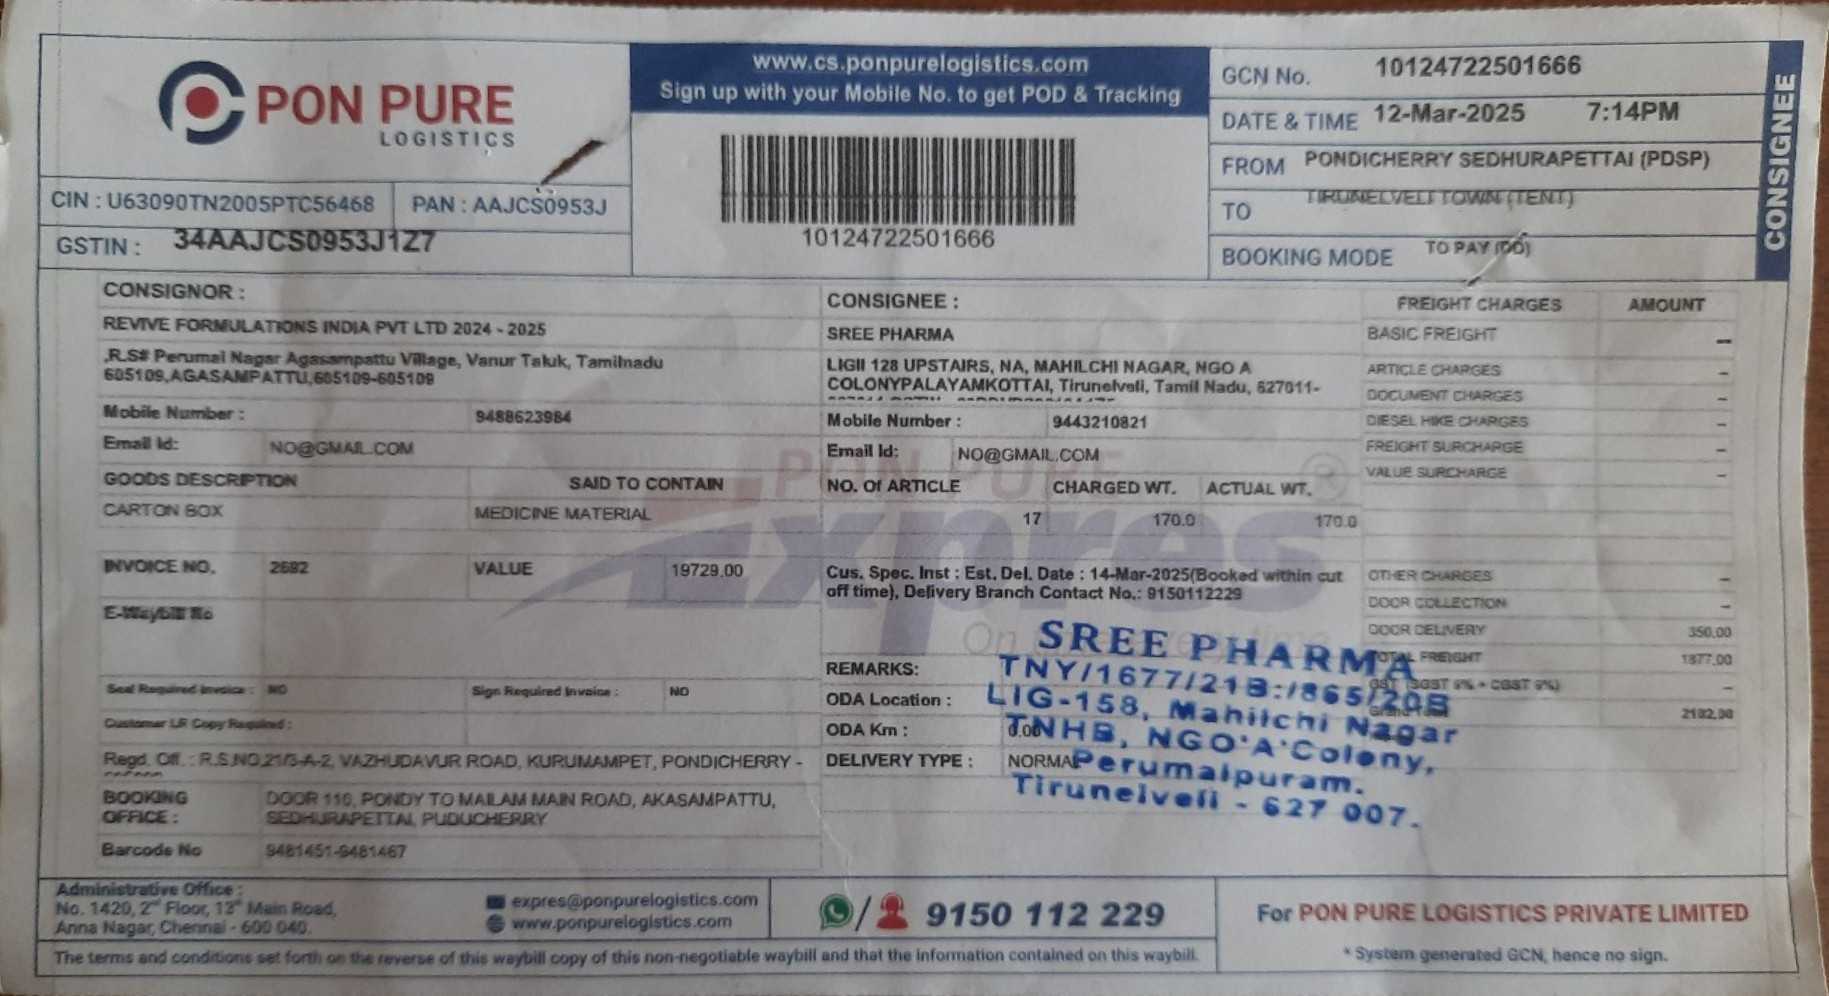 PON PURE
LOGISTICS
www.cs.ponpurelogistics.com
Sign up with your Mobile No. to get POD & Tracking
10124722501666
CIN : U63090TN2005PTC56468
PAN : AAJCS0953J
GSTIN : 34AAJCS0953J1Z7
GCN No. 10124722501666
DATE & TIME 12-Mar-2025 7:14PM
FROM PONDICHERRY SEDHURAPETTAI (PDSP)
TO TIRUNELVELI TOWN (TENT)
BOOKING MODE TO PAY (DD)
CONSIGNEE
CONSIGNOR :
REVIVE FORMULATIONS INDIA PVT LTD 2024 - 2025
,R.S# Perumal Nagar Agasampattu Village, Vanur Taluk, Tamilnadu
605109,AGASAMPATTU,605109-605109
Mobile Number : 9488623984
Email Id: NO@GMAIL.COM
GOODS DESCRIPTION SAID TO CONTAIN
CARTON BOX MEDICINE MATERIAL
INVOICE NO. 2682 VALUE 19729.00
E-Waybill No
Seal Required Invoice : NO Sign Required Invoice : NO
Customer LR Copy Required :
Regd. Off. : R.S.NO.21/3-A-2, VAZHUDAVUR ROAD, KURUMAMPET, PONDICHERRY -
BOOKING OFFICE : DOOR 116, PONDY TO MAILAM MAIN ROAD, AKASAMPATTU,
SEDHURAPETTAI, PUDUCHERRY
Barcode No 9481451-9481467
CONSIGNEE :
SREE PHARMA
LIGII 128 UPSTAIRS, NA, MAHILCHI NAGAR, NGO A
COLONYPALAYAMKOTTAI, Tirunelveli, Tamil Nadu, 627011-
Mobile Number : 9443210821
Email Id: NO@GMAIL.COM
PON PURE
Expres
NO. Of ARTICLE CHARGED WT. ACTUAL WT.
17 170.0 170.0
Cus. Spec. Inst : Est. Del. Date : 14-Mar-2025(Booked within cut
off time), Delivery Branch Contact No.: 9150112229
REMARKS:
ODA Location :
ODA Km : 0.00
DELIVERY TYPE : NORMAL
SREE PHARMA
TNY/1677/21B:/865/20B
LIG-158, Mahilchi Nagar
TNHB, NGO'A'Colony,
Perumalpuram.
Tirunelveli - 627 007.
FREIGHT CHARGES AMOUNT
BASIC FREIGHT –
ARTICLE CHARGES –
DOCUMENT CHARGES –
DIESEL HIKE CHARGES –
FREIGHT SURCHARGE –
VALUE SURCHARGE –
OTHER CHARGES –
DOOR COLLECTION –
DOOR DELIVERY 350.00
TOTAL FREIGHT 1877.00
GST (SGST 9% + CGST 9%) –
Grand Total
Administrative Office :
No. 1420, 2nd Floor, 13th Main Road,
Anna Nagar, Chennai - 600 040.
expres@ponpurelogistics.com
www.ponpurelogistics.com
9150 112 229
For PON PURE LOGISTICS PRIVATE LIMITED
* System generated GCN, hence no sign.
The terms and conditions set forth on the reverse of this waybill copy of this non-negotiable waybill and that the information contained on this waybill.